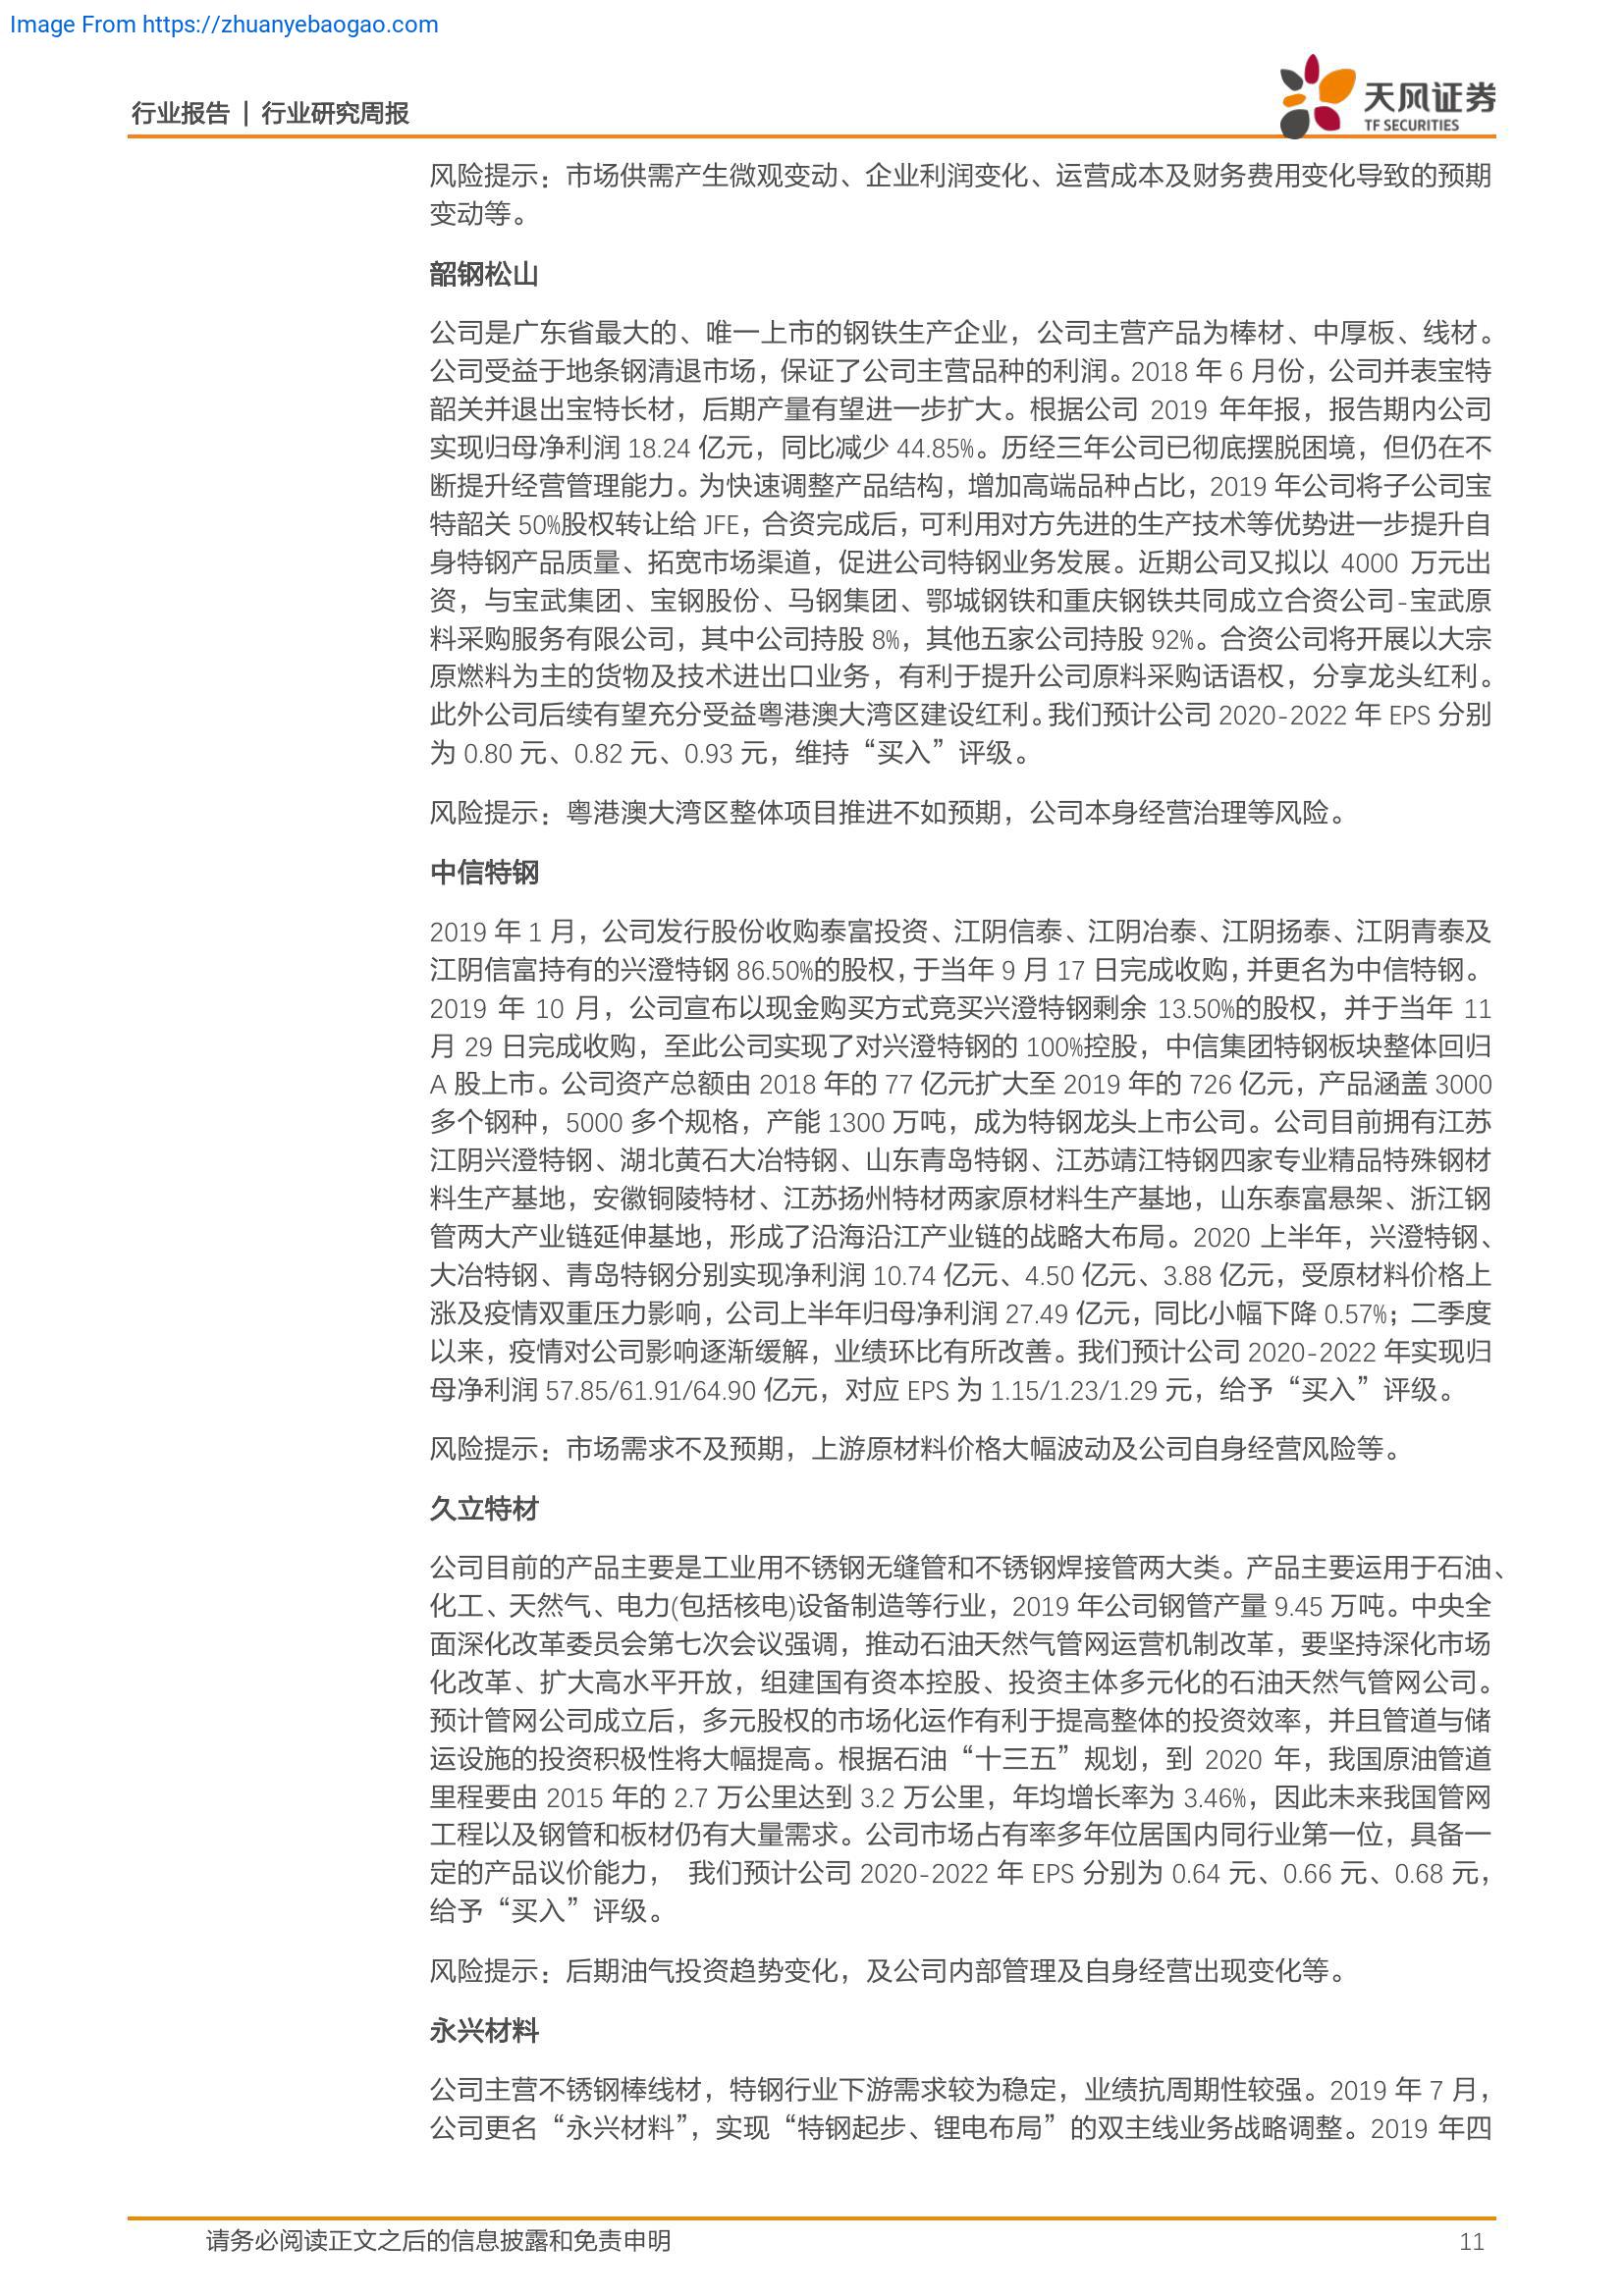 Image From https://zhuanyebaogao.com
行业报告 | 行业研究周报
天风证券
TF SECURITIES
风险提示：市场供需产生微观变动、企业利润变化、运营成本及财务费用变化导致的预期
变动等。
韶钢松山
公司是广东省最大的、唯一上市的钢铁生产企业，公司主营产品为棒材、中厚板、线材。
公司受益于地条钢清退市场，保证了公司主营品种的利润。2018 年 6 月份，公司并表宝特
韶关并退出宝特长材，后期产量有望进一步扩大。根据公司 2019 年年报，报告期内公司
实现归母净利润 18.24 亿元，同比减少 44.85%。历经三年公司已彻底摆脱困境，但仍在不
断提升经营管理能力。为快速调整产品结构，增加高端品种占比，2019 年公司将子公司宝
特韶关 50%股权转让给 JFE，合资完成后，可利用对方先进的生产技术等优势进一步提升自
身特钢产品质量、拓宽市场渠道，促进公司特钢业务发展。近期公司又拟以 4000 万元出
资，与宝武集团、宝钢股份、马钢集团、鄂城钢铁和重庆钢铁共同成立合资公司-宝武原
料采购服务有限公司，其中公司持股 8%，其他五家公司持股 92%。合资公司将开展以大宗
原燃料为主的货物及技术进出口业务，有利于提升公司原料采购话语权，分享龙头红利。
此外公司后续有望充分受益粤港澳大湾区建设红利。我们预计公司 2020-2022 年 EPS 分别
为 0.80 元、0.82 元、0.93 元，维持“买入”评级。
风险提示：粤港澳大湾区整体项目推进不如预期，公司本身经营治理等风险。
中信特钢
2019 年 1 月，公司发行股份收购泰富投资、江阴信泰、江阴冶泰、江阴扬泰、江阴青泰及
江阴信富持有的兴澄特钢 86.50%的股权，于当年 9 月 17 日完成收购，并更名为中信特钢。
2019 年 10 月，公司宣布以现金购买方式竞买兴澄特钢剩余 13.50%的股权，并于当年 11
月 29 日完成收购，至此公司实现了对兴澄特钢的 100%控股，中信集团特钢板块整体回归
A 股上市。公司资产总额由 2018 年的 77 亿元扩大至 2019 年的 726 亿元，产品涵盖 3000
多个钢种，5000 多个规格，产能 1300 万吨，成为特钢龙头上市公司。公司目前拥有江苏
江阴兴澄特钢、湖北黄石大冶特钢、山东青岛特钢、江苏靖江特钢四家专业精品特殊钢材
料生产基地，安徽铜陵特材、江苏扬州特材两家原材料生产基地，山东泰富悬架、浙江钢
管两大产业链延伸基地，形成了沿海沿江产业链的战略大布局。2020 上半年，兴澄特钢、
大冶特钢、青岛特钢分别实现净利润 10.74 亿元、4.50 亿元、3.88 亿元，受原材料价格上
涨及疫情双重压力影响，公司上半年归母净利润 27.49 亿元，同比小幅下降 0.57%；二季度
以来，疫情对公司影响逐渐缓解，业绩环比有所改善。我们预计公司 2020-2022 年实现归
母净利润 57.85/61.91/64.90 亿元，对应 EPS 为 1.15/1.23/1.29 元，给予“买入”评级。
风险提示：市场需求不及预期，上游原材料价格大幅波动及公司自身经营风险等。
久立特材
公司目前的产品主要是工业用不锈钢无缝管和不锈钢焊接管两大类。产品主要运用于石油、
化工、天然气、电力(包括核电)设备制造等行业，2019 年公司钢管产量 9.45 万吨。中央全
面深化改革委员会第七次会议强调，推动石油天然气管网运营机制改革，要坚持深化市场
化改革、扩大高水平开放，组建国有资本控股、投资主体多元化的石油天然气管网公司。
预计管网公司成立后，多元股权的市场化运作有利于提高整体的投资效率，并且管道与储
运设施的投资积极性将大幅提高。根据石油“十三五”规划，到 2020 年，我国原油管道
里程要由 2015 年的 2.7 万公里达到 3.2 万公里，年均增长率为 3.46%，因此未来我国管网
工程以及钢管和板材仍有大量需求。公司市场占有率多年位居国内同行业第一位，具备一
定的产品议价能力， 我们预计公司 2020-2022 年 EPS 分别为 0.64 元、0.66 元、0.68 元，
给予“买入”评级。
风险提示：后期油气投资趋势变化，及公司内部管理及自身经营出现变化等。
永兴材料
公司主营不锈钢棒线材，特钢行业下游需求较为稳定，业绩抗周期性较强。2019 年 7 月，
公司更名“永兴材料”，实现“特钢起步、锂电布局”的双主线业务战略调整。2019 年四
请务必阅读正文之后的信息披露和免责申明
11